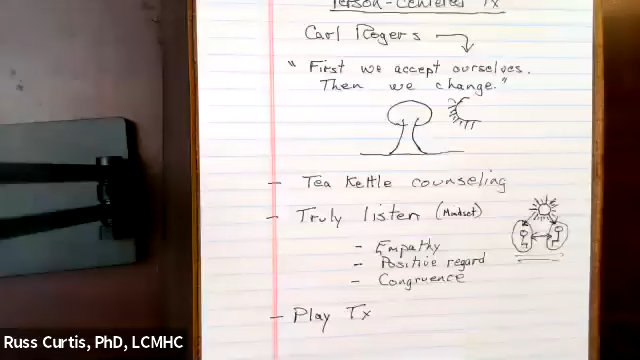 Person-Centered Tx
Carl Rogers
" First we accept ourselves.
Then we change."
- Tea Kettle counseling
- Truly listen (Mindset)
- Empathy
- Positive regard
- Congruence
- Play Tx
Russ Curtis, PhD, LCMHC